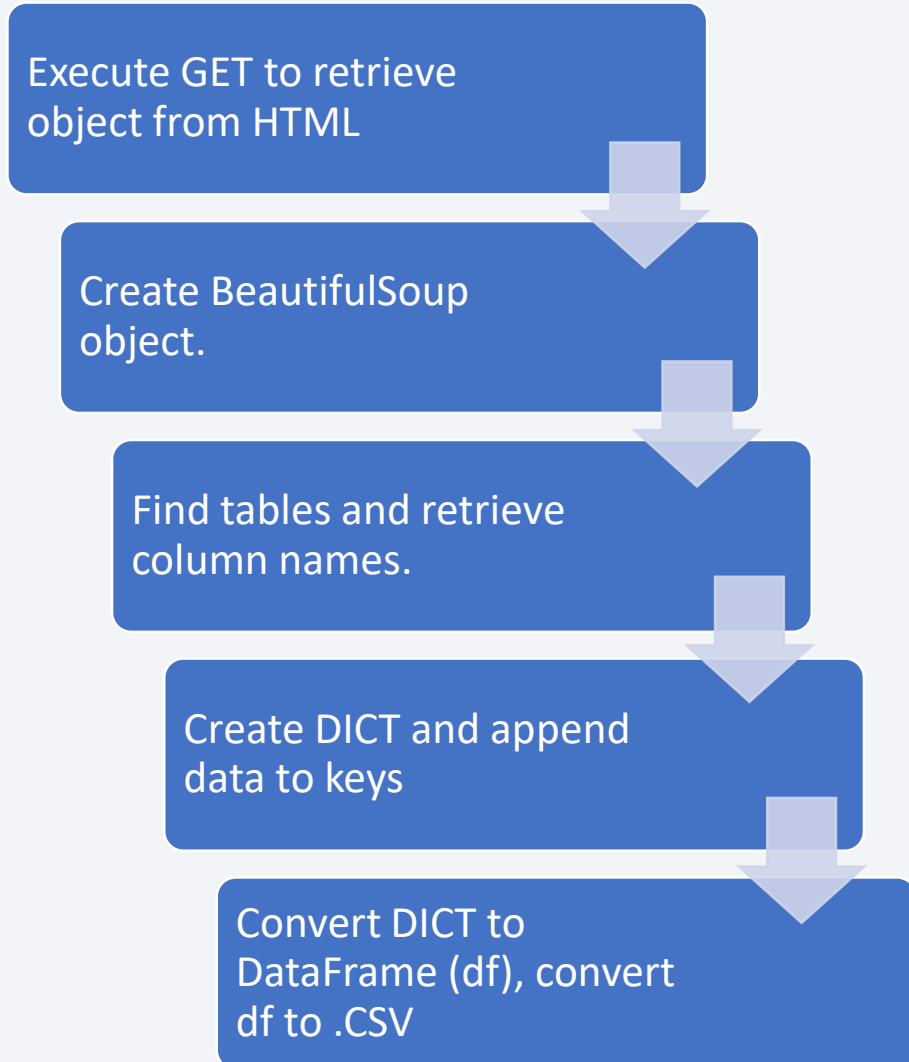 Execute GET to retrieve
object from HTML
Create BeautifulSoup
object.
Find tables and retrieve
column names.
Create DICT and append
data to keys
Convert DICT to
DataFrame (df), convert
df to .CSV